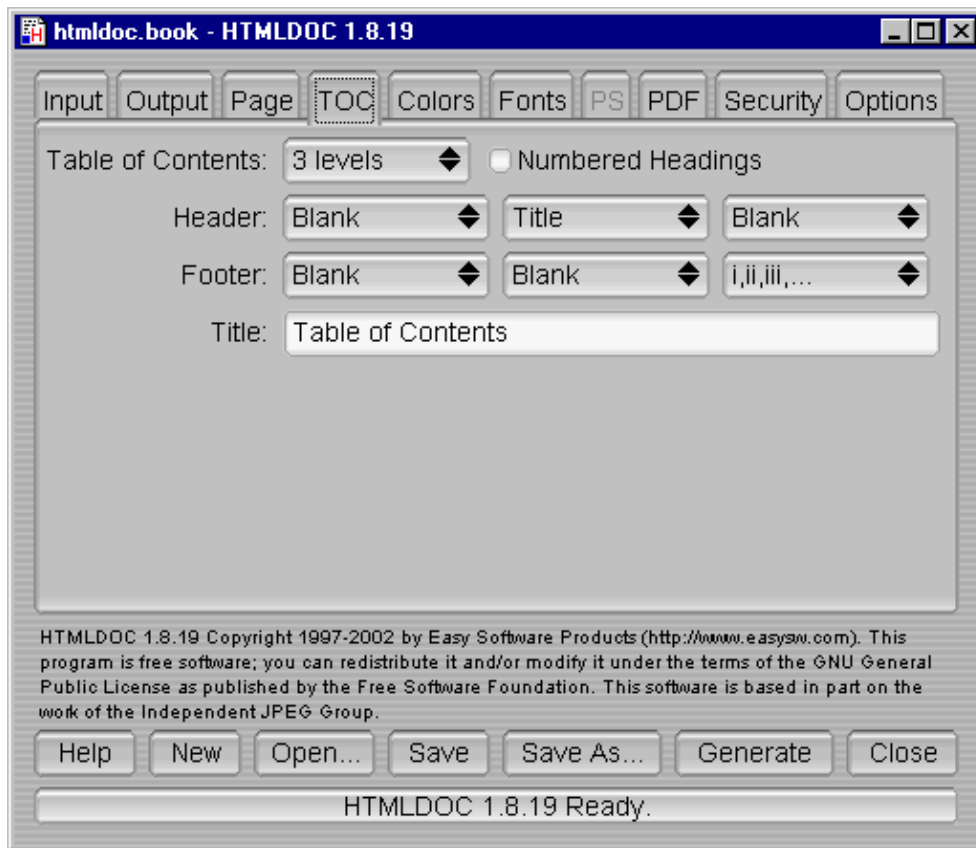 htmldoc.book - HTMLDOC 1.8.19
Input Output Page TOC Colors Fonts PS PDF Security Options
Table of Contents: 3 levels Numbered Headings
Header: Blank Title Blank
Footer: Blank Blank i,ii,iii,...
Title: Table of Contents
HTMLDOC 1.8.19 Copyright 1997-2002 by Easy Software Products (http://www.easysw.com). This
program is free software; you can redistribute it and/or modify it under the terms of the GNU General
Public License as published by the Free Software Foundation. This software is based in part on the
work of the Independent JPEG Group.
Help New Open... Save Save As... Generate Close
HTMLDOC 1.8.19 Ready.